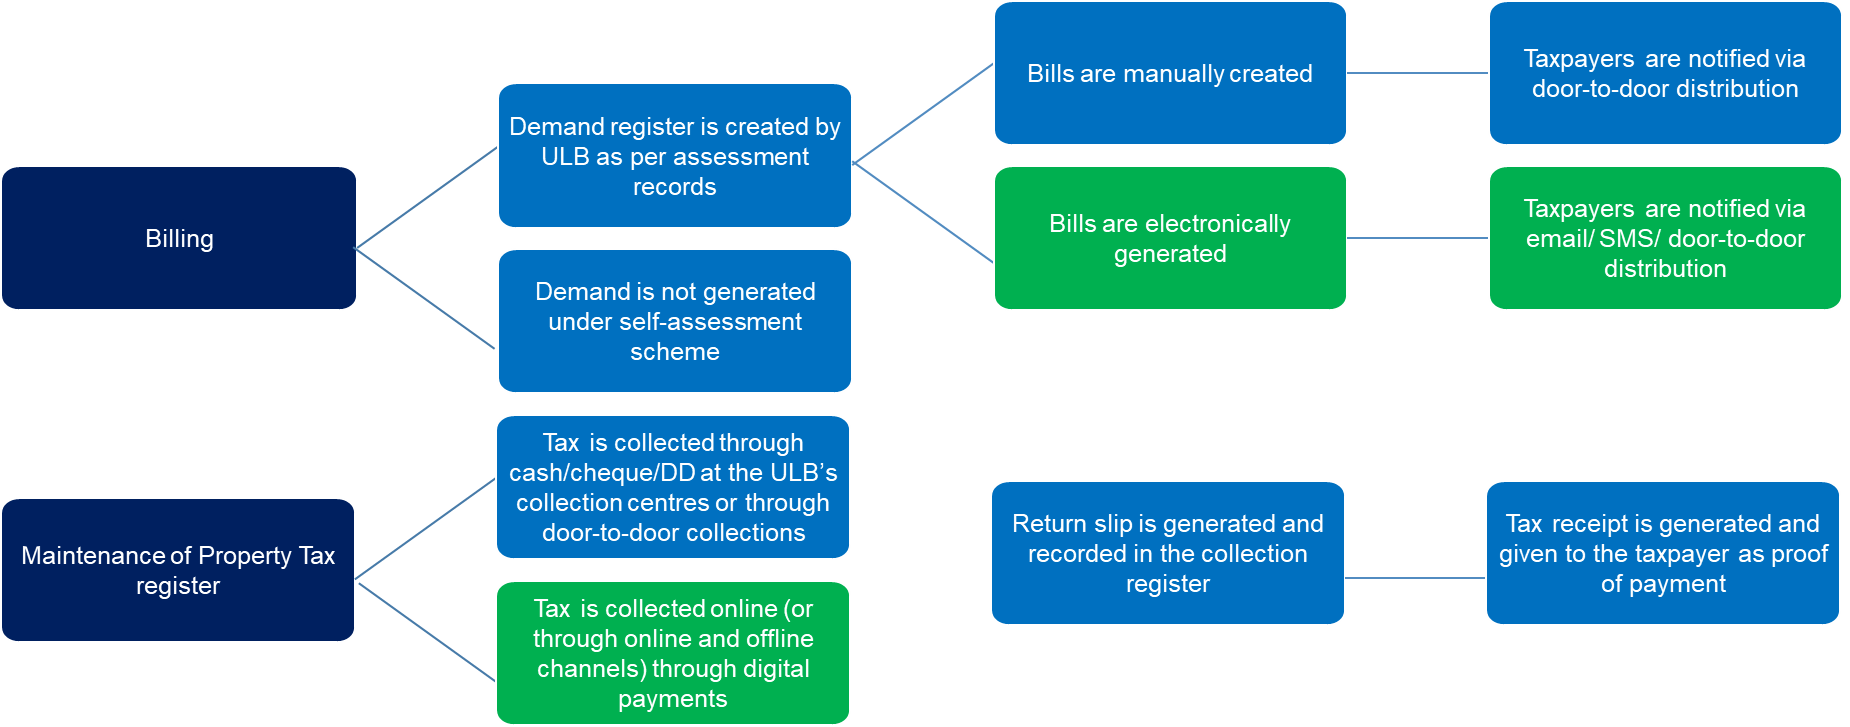 Billing
Demand register is created by
ULB as per assessment
records
Demand is not generated
under self-assessment
scheme
Bills are manually created
Taxpayers are notified via
door-to-door distribution
Bills are electronically
generated
Taxpayers are notified via
email/ SMS/ door-to-door
distribution
Maintenance of Property Tax
register
Tax is collected through
cash/cheque/DD at the ULB’s
collection centres or through
door-to-door collections
Tax is collected online (or
through online and offline
channels) through digital
payments
Return slip is generated and
recorded in the collection
register
Tax receipt is generated and
given to the taxpayer as proof
of payment